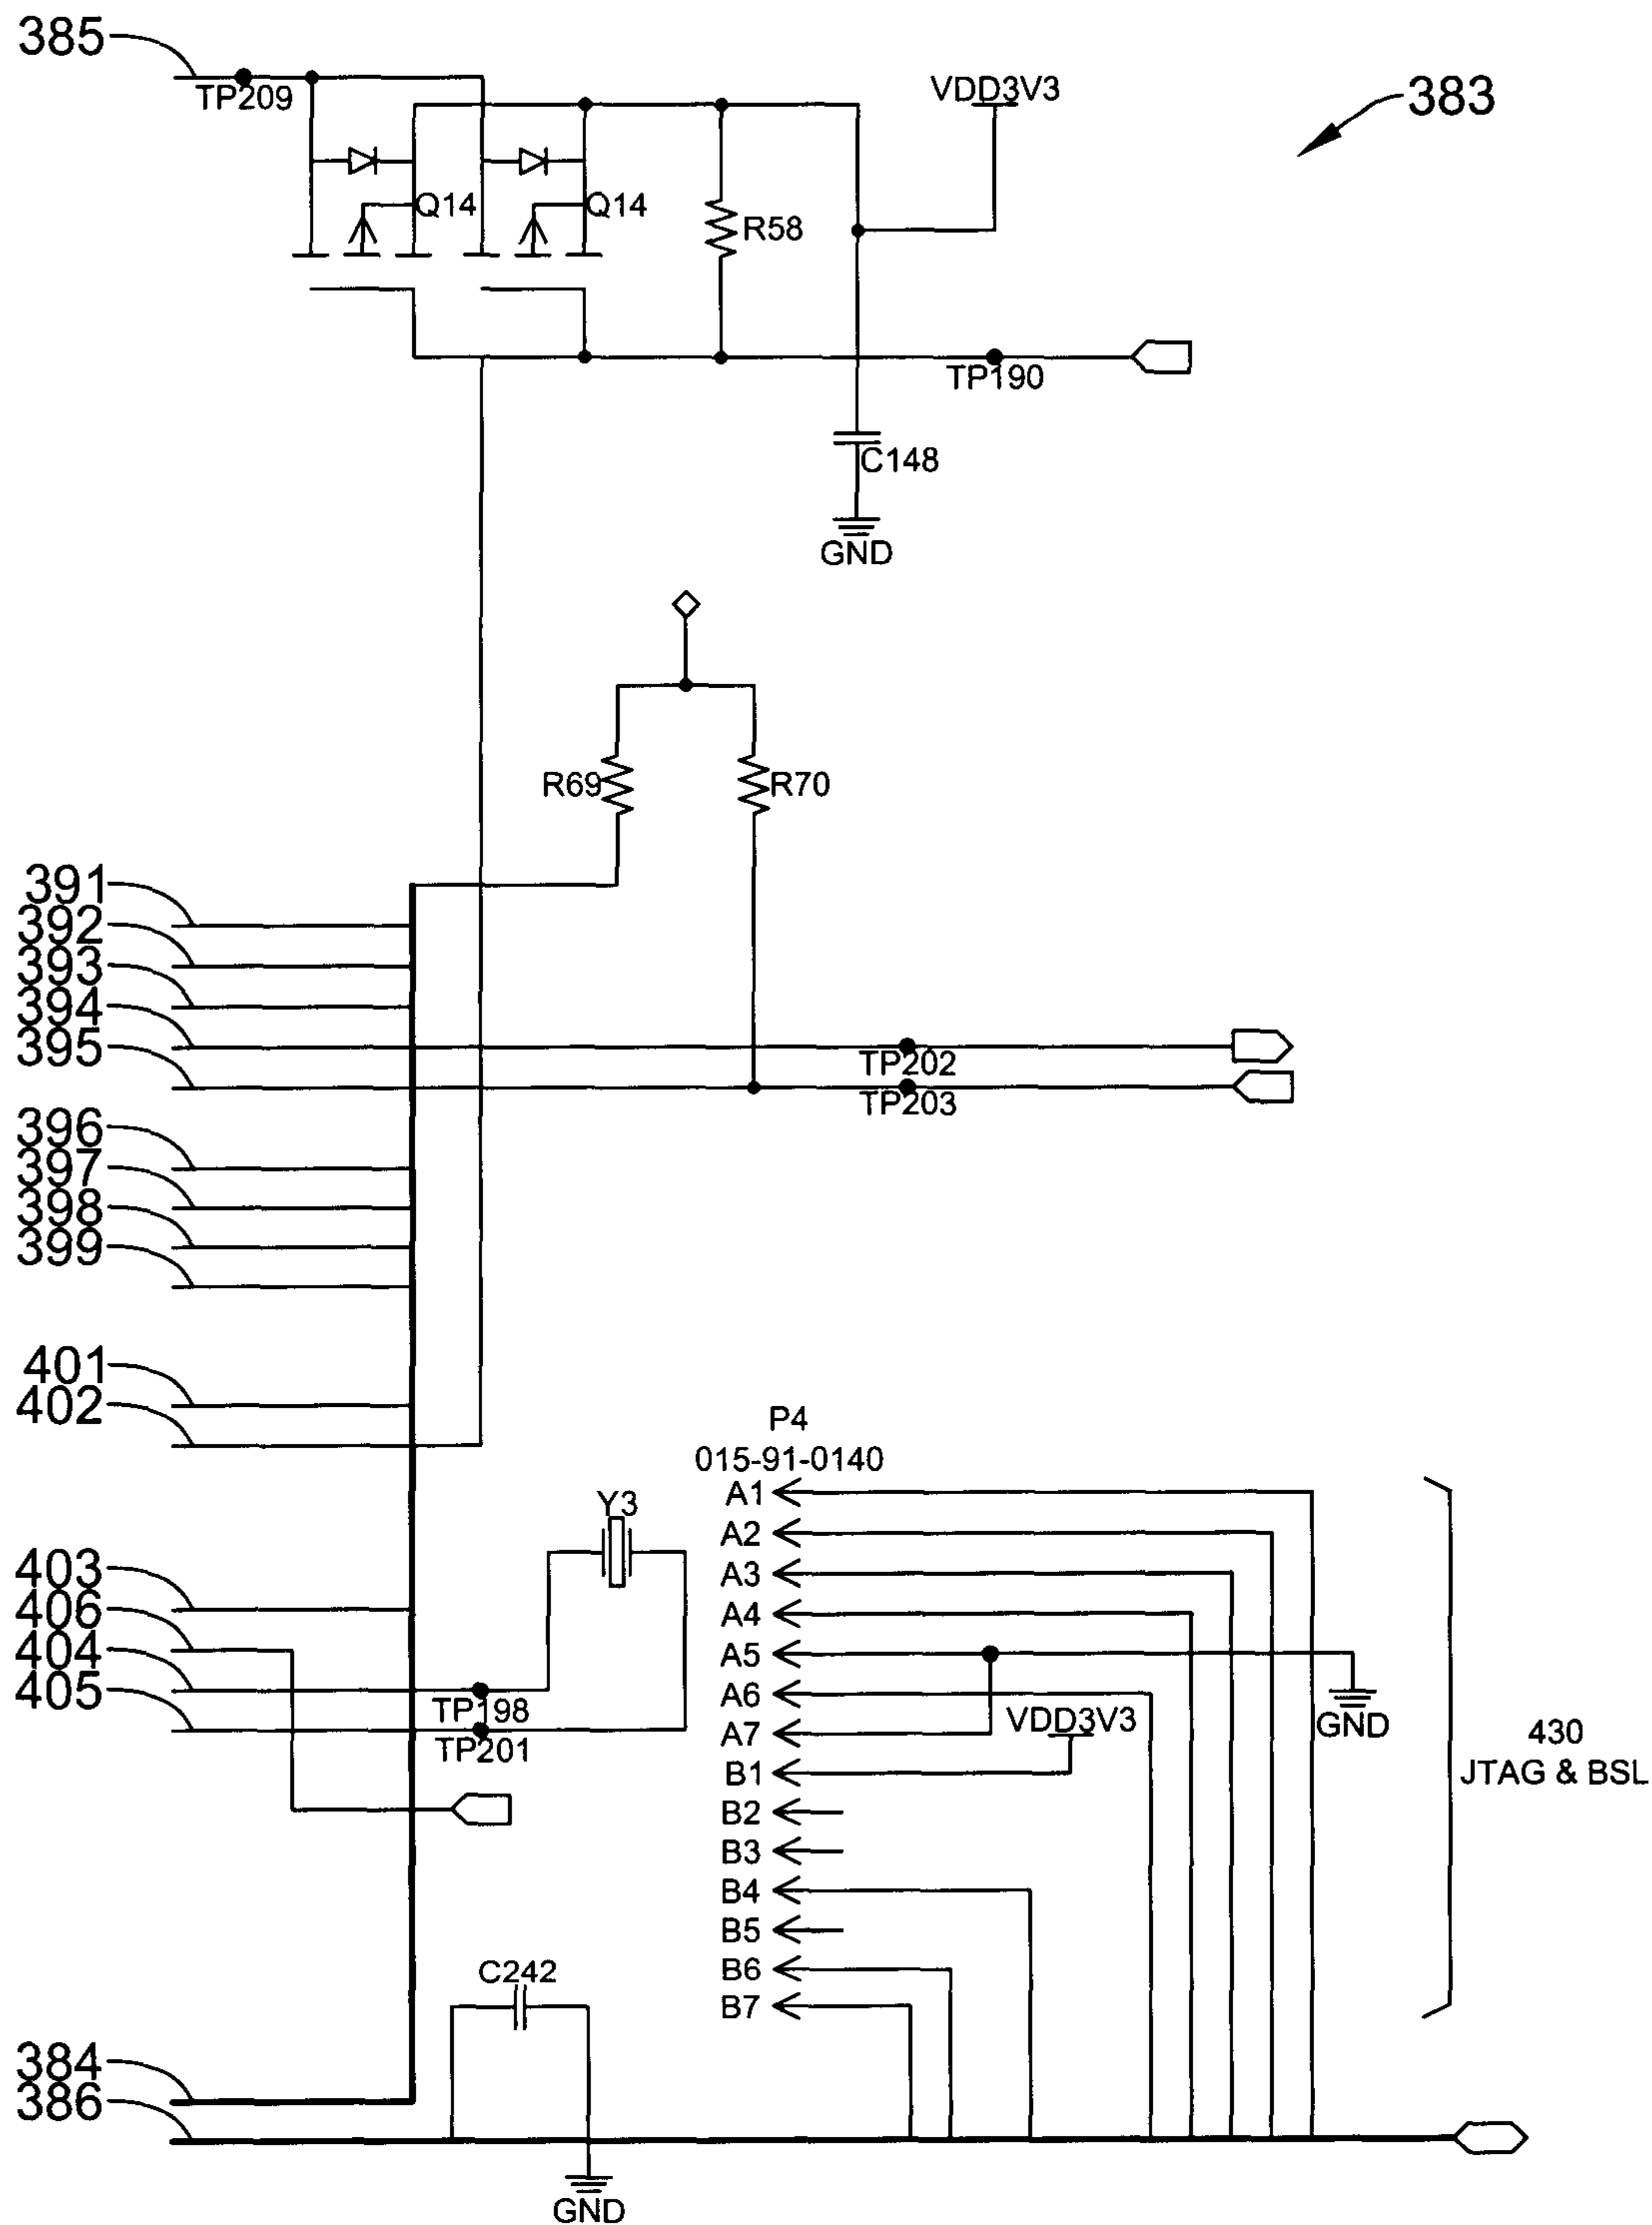 385
TP209
VDD3V3
383
Q14
Q14
R58
TP190
C148
GND
R69
R70
391
392
393
394
395
TP202
TP203
396
397
398
399
401
402
P4
015-91-0140
A1
Y3
A2
403
A3
406
A4
404
A5
405
A6
TP198
VDD3V3
GND
A7
TP201
430
JTAG & BSL
B1
B2
B3
B4
B5
C242
B6
B7
384
386
GND